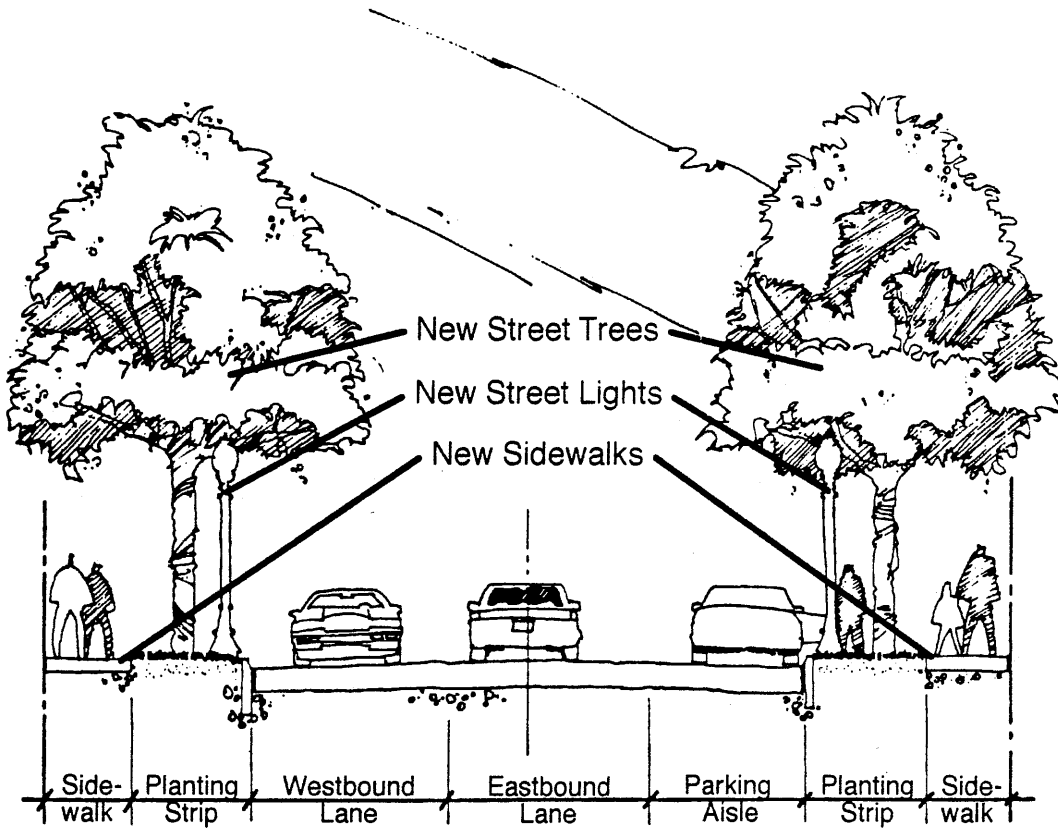 New Street Trees
New Street Lights
New Sidewalks
Side-
walk
Planting
Strip
Westbound
Lane
Eastbound
Lane
Parking
Aisle
Planting
Strip
Side-
walk